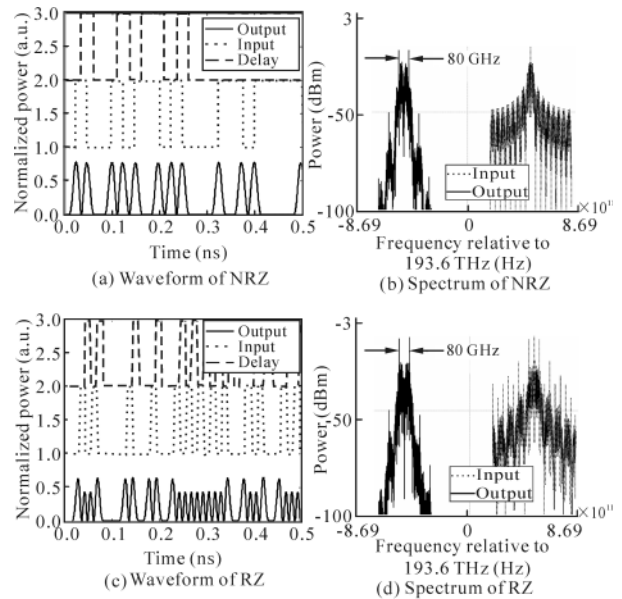 3.0
2.5
2.0
1.5
1.0
0.5
0.0
Normalized power (a.u.)
Output
Input
Delay
0.0 0.1 0.2 0.3 0.4 0.5
Time (ns)
(a) Waveform of NRZ
-3
-50
-100
Power (dBm)
80 GHz
Input
Output
-8.69 0 8.69
×10¹¹
Frequency relative to
193.6 THz (Hz)
(b) Spectrum of NRZ
3.0
2.5
2.0
1.5
1.0
0.5
0.0
Normalized power (a.u.)
Output
Input
Delay
0.0 0.1 0.2 0.3 0.4 0.5
Time (ns)
(c) Waveform of RZ
-3
-50
-100
Power (dBm)
80 GHz
Input
Output
-8.69 0 8.69
×10¹¹
Frequency relative to
193.6 THz (Hz)
(d) Spectrum of RZ